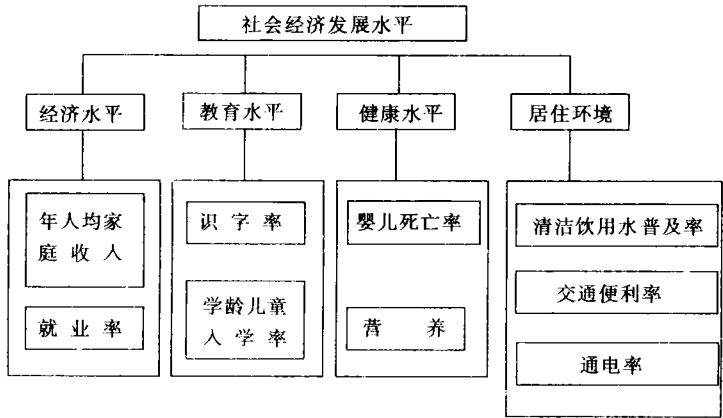 社会经济发展水平
经济水平
教育水平
健康水平
居住环境
年人均家
庭收入
就业率
识字率
学龄儿童
入学率
婴儿死亡率
营养
清洁饮用水普及率
交通便利率
通电率